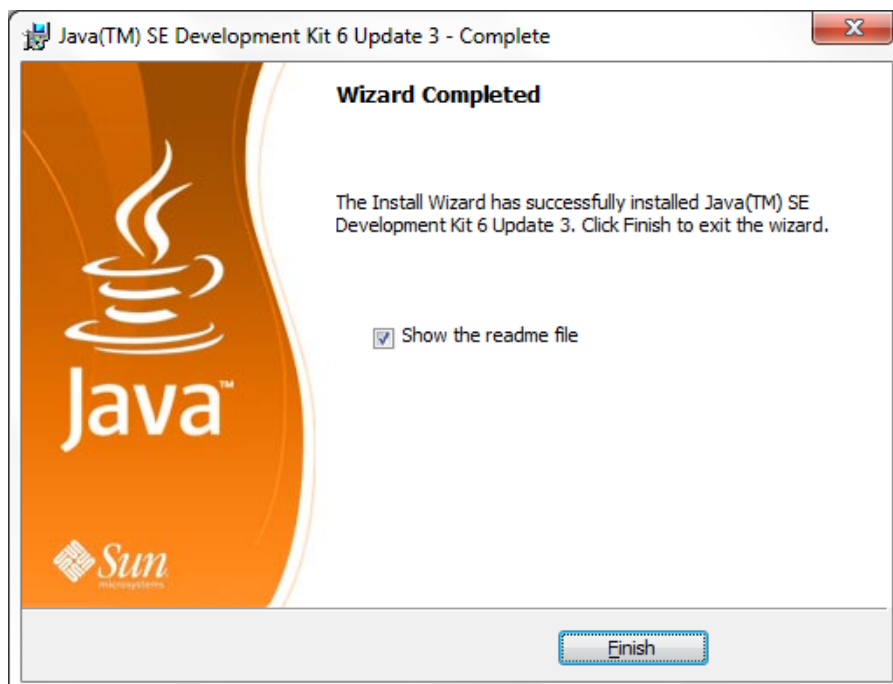 Java(TM) SE Development Kit 6 Update 3 - Complete
Wizard Completed
The Install Wizard has successfully installed Java(TM) SE
Development Kit 6 Update 3. Click Finish to exit the wizard.
Show the readme file
Java™
Sun
microsystems
Finish